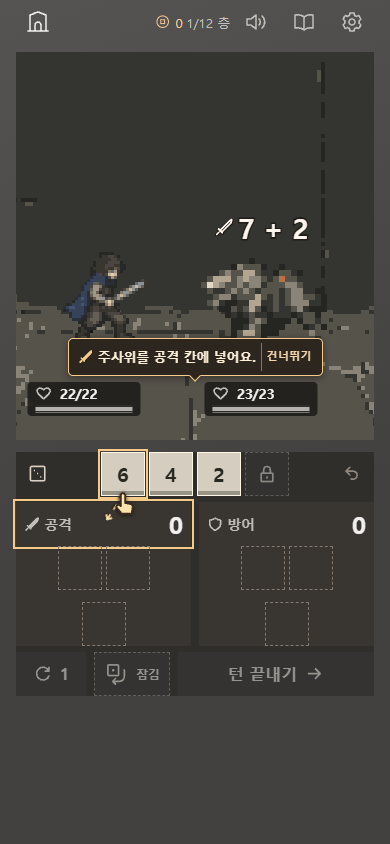 0 1/12 층
7 + 2
주사위를 공격 칸에 넣어요. 건너뛰기
22/22 23/23
6 4 2
공격 0 방어 0
1 잠김 턴 끝내기 →